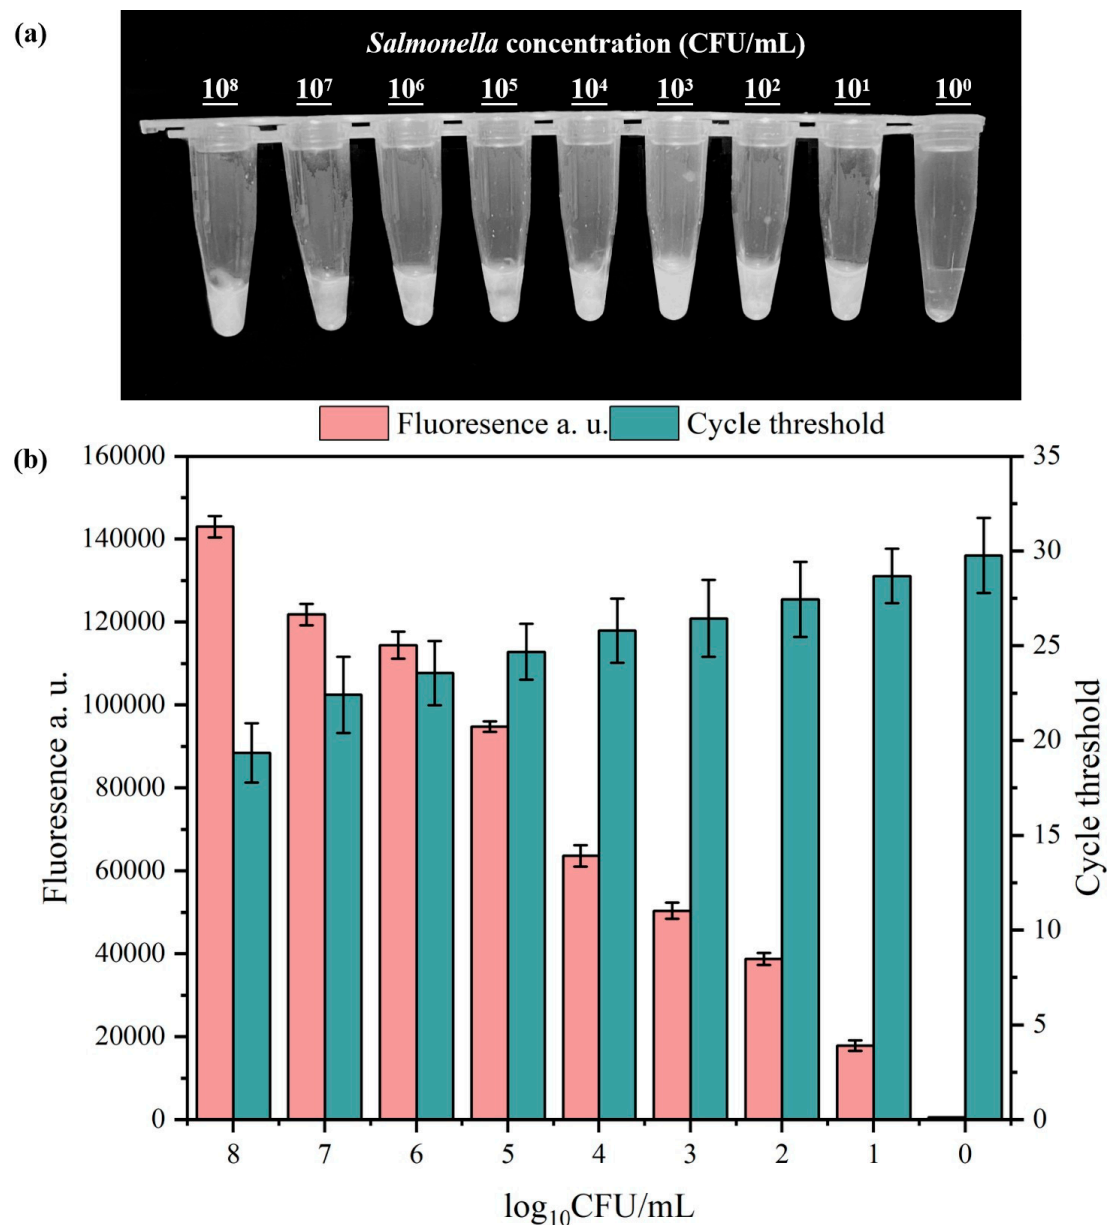 (a)
Salmonella concentration (CFU/mL)
10⁸ 10⁷ 10⁶ 10⁵ 10⁴ 10³ 10² 10¹ 10⁰
Fluoresence a. u. Cycle threshold
(b)
160000
140000
120000
100000
80000
60000
40000
20000
0
Fluoresence a. u.
35
30
25
20
15
10
5
0
Cycle threshold
8 7 6 5 4 3 2 1 0
log₁₀CFU/mL